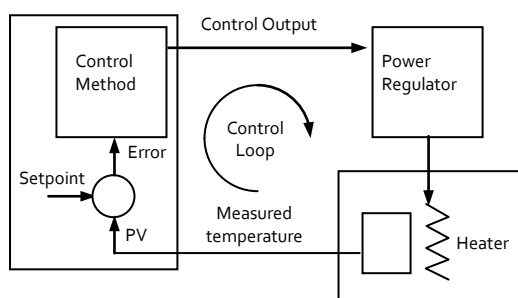 Control Output
Control
Method
Power
Regulator
Control
Loop
Error
Setpoint
Measured
temperature
PV
Heater